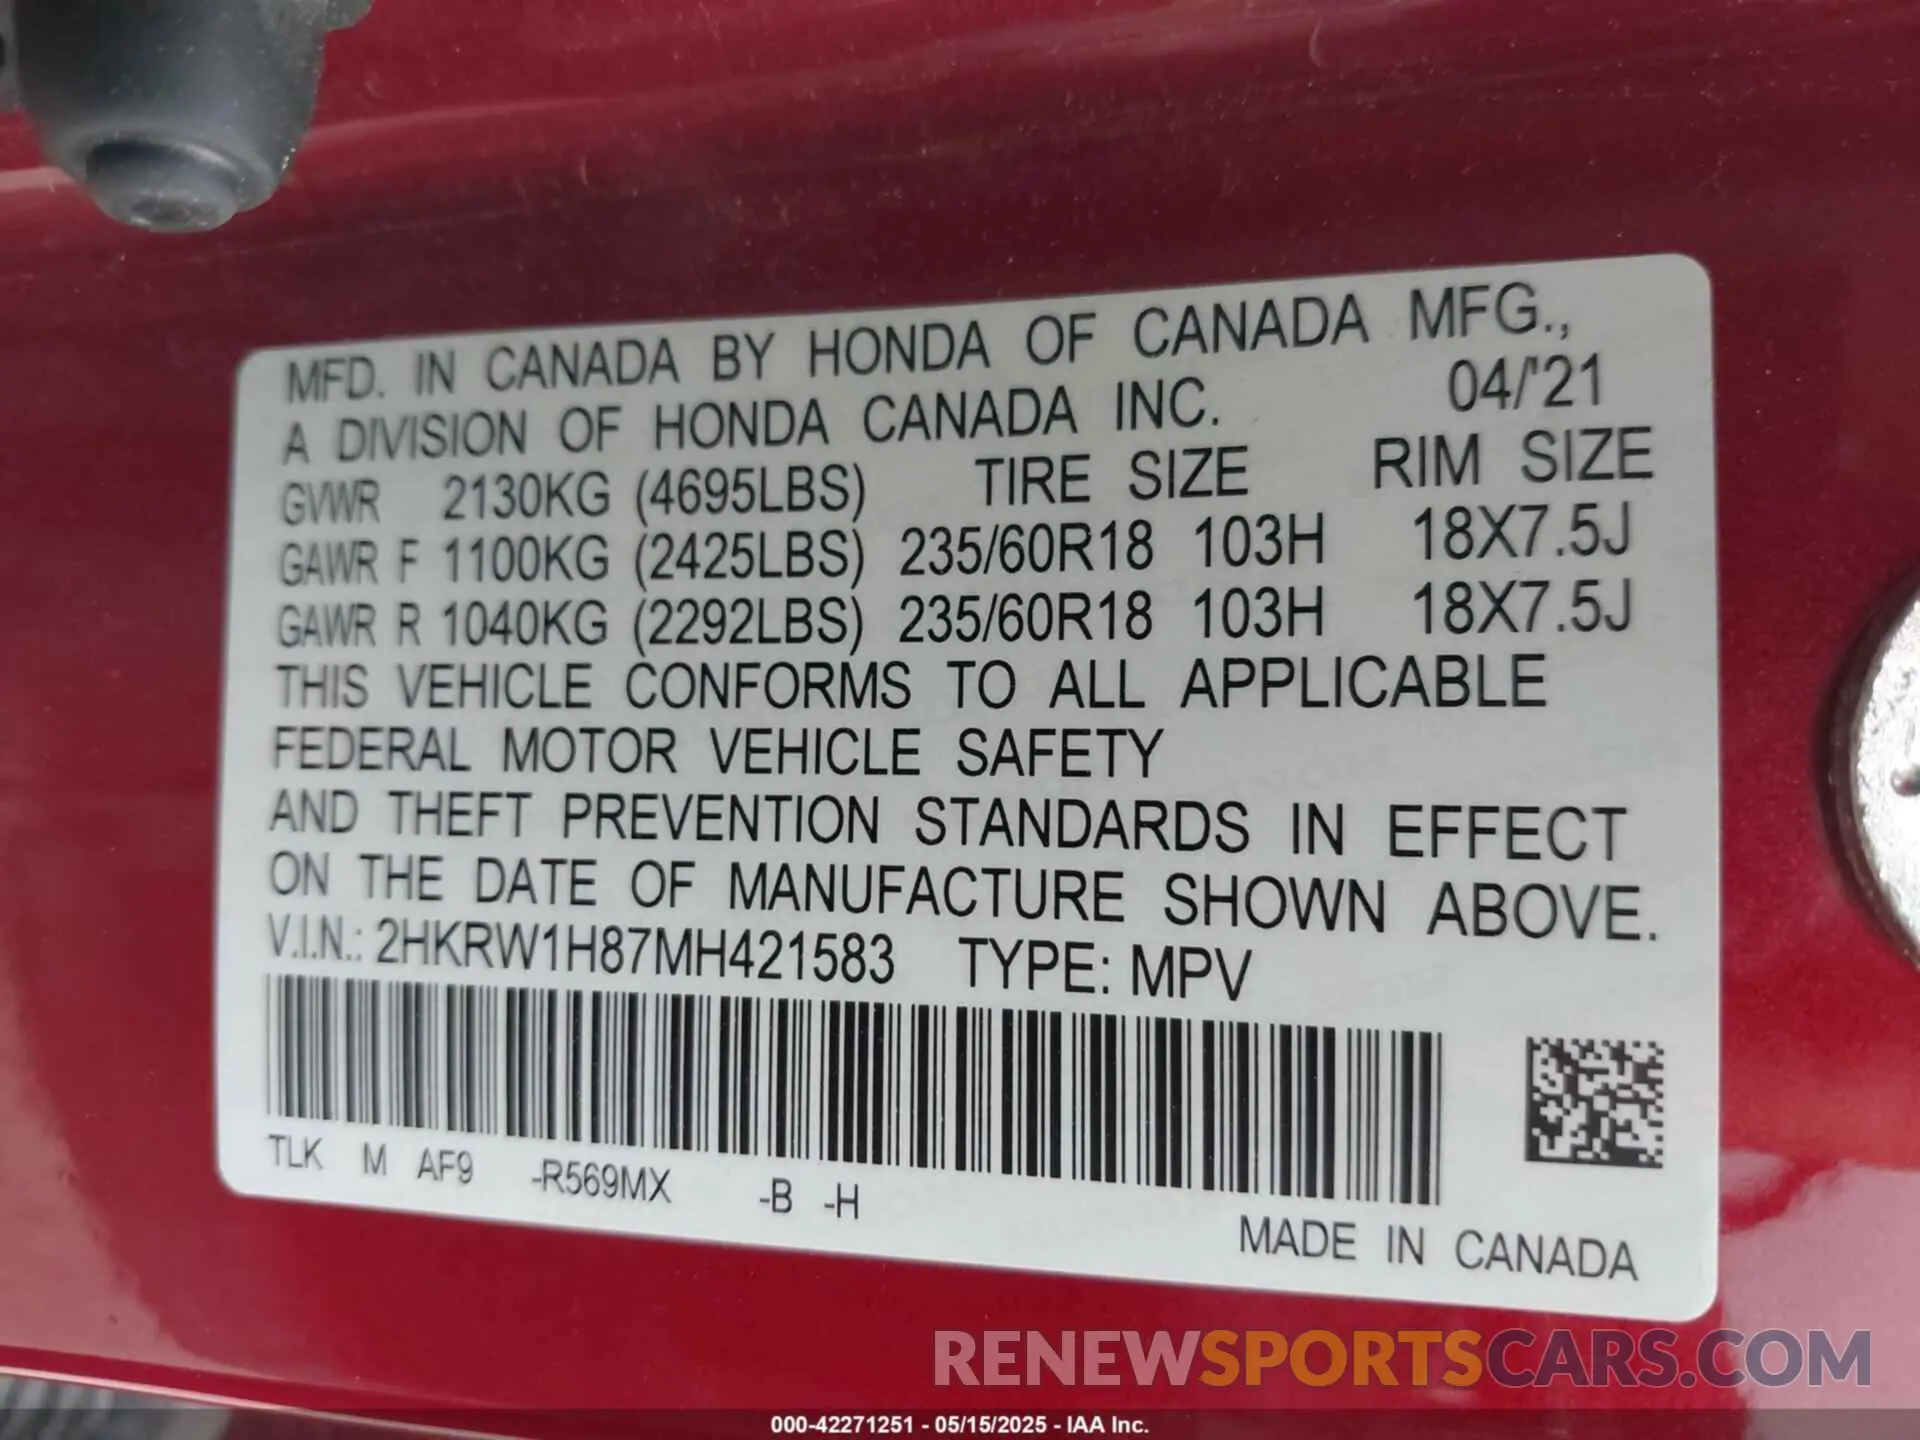 MFD. IN CANADA BY HONDA OF CANADA MFG.,
A DIVISION OF HONDA CANADA INC. 04/'21
GVWR 2130KG (4695LBS) TIRE SIZE RIM SIZE
GAWR F 1100KG (2425LBS) 235/60R18 103H 18X7.5J
GAWR R 1040KG (2292LBS) 235/60R18 103H 18X7.5J
THIS VEHICLE CONFORMS TO ALL APPLICABLE
FEDERAL MOTOR VEHICLE SAFETY
AND THEFT PREVENTION STANDARDS IN EFFECT
ON THE DATE OF MANUFACTURE SHOWN ABOVE.
V.I.N.: 2HKRW1H87MH421583 TYPE: MPV
TLK M AF9 -R569MX -B -H
MADE IN CANADA
RENEWSPORTSCARS.COM
000-42271251 - 05/15/2025 - IAA Inc.